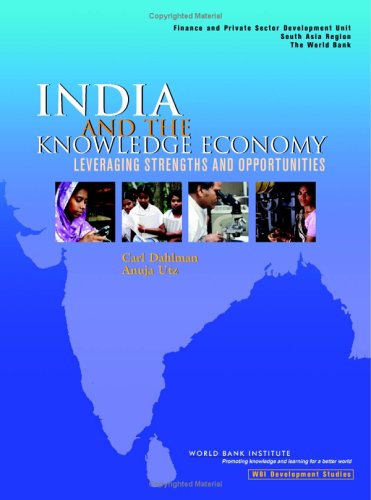 Copyrighted Material
Finance and Private Sector Development Unit
South Asia Region
The World Bank
INDIA
AND THE
KNOWLEDGE ECONOMY
LEVERAGING STRENGTHS AND OPPORTUNITIES
Carl Dahlman
Anuja Utz
WORLD BANK INSTITUTE
Promoting knowledge and learning for a better world
WBI Development Studies
Copyrighted Material